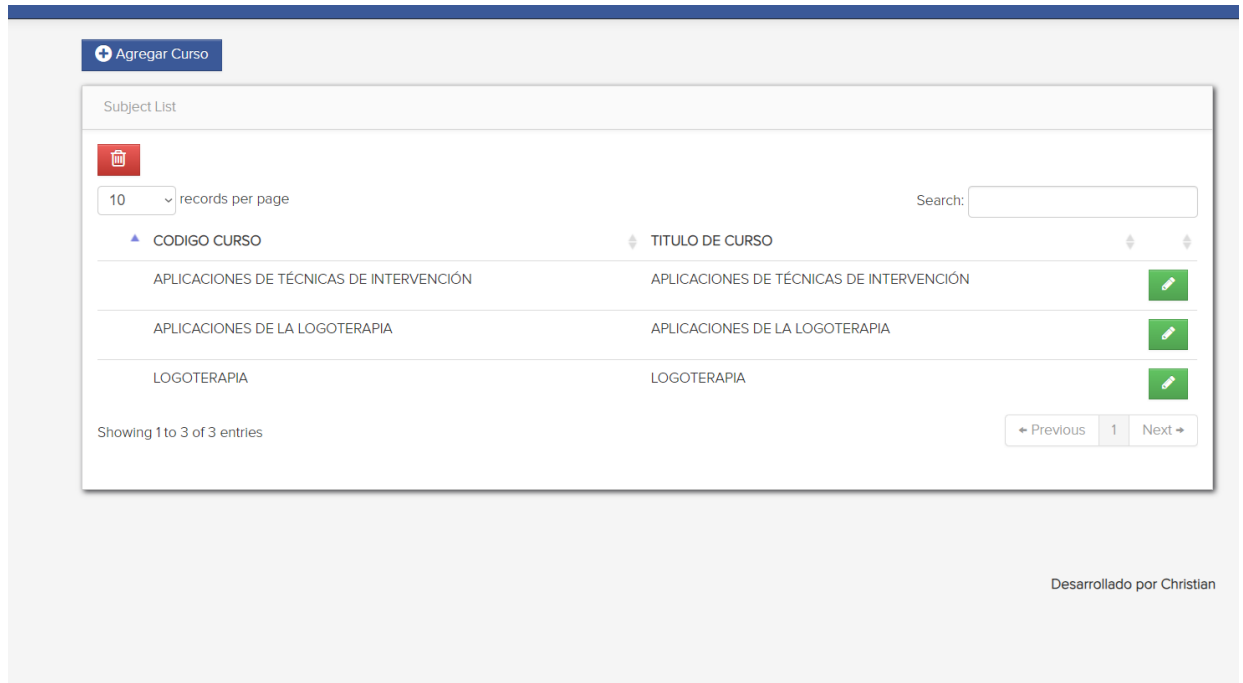 Agregar Curso
Subject List
10 records per page Search:
CODIGO CURSO TITULO DE CURSO
APLICACIONES DE TÉCNICAS DE INTERVENCIÓN APLICACIONES DE TÉCNICAS DE INTERVENCIÓN
APLICACIONES DE LA LOGOTERAPIA APLICACIONES DE LA LOGOTERAPIA
LOGOTERAPIA LOGOTERAPIA
Showing 1 to 3 of 3 entries Previous 1 Next
Desarrollado por Christian